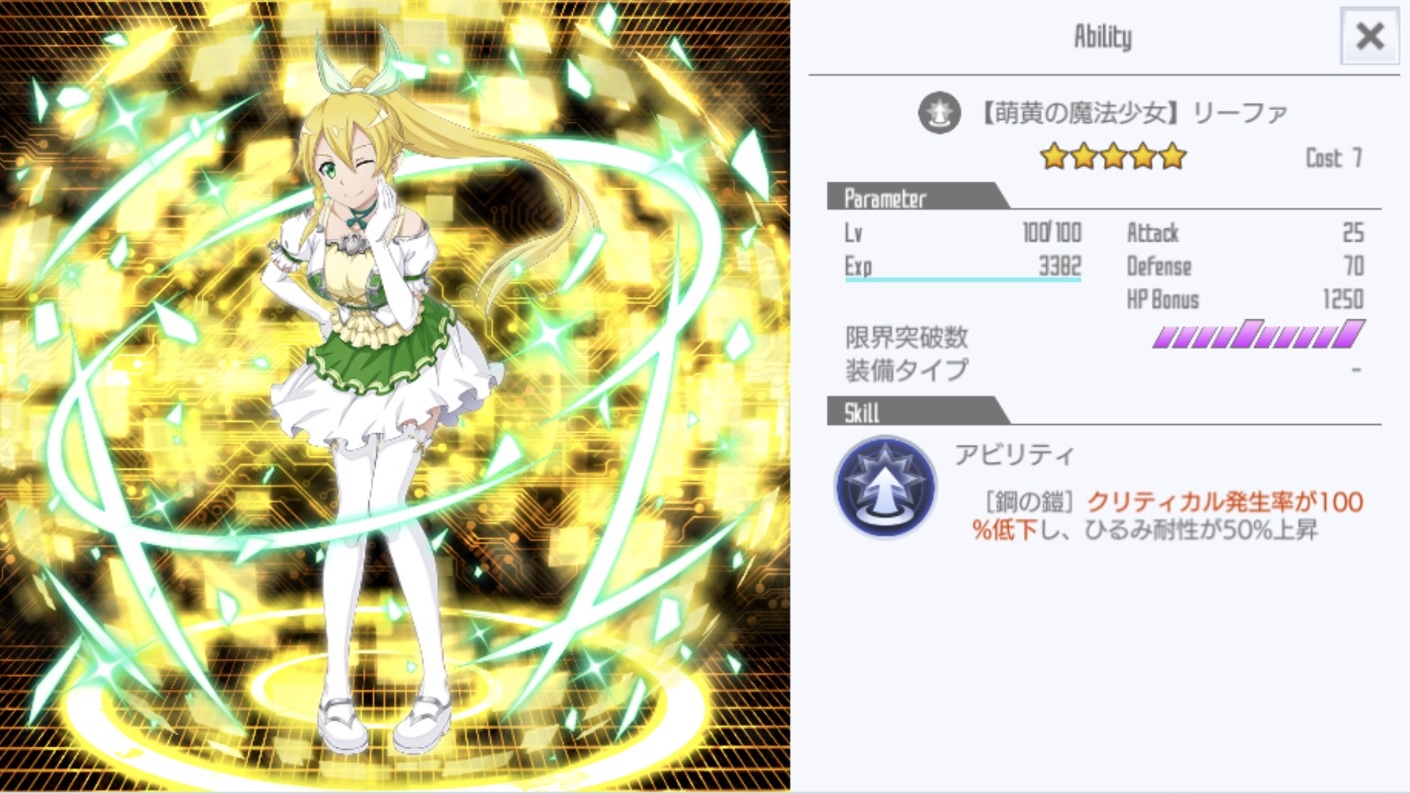 Ability
【萌黄の魔法少女】リーファ
Cost 7
Parameter
Lv 100/100
Attack 25
Exp 3382
Defense 70
HP Bonus 1250
限界突破数
装備タイプ -
Skill
アビリティ
［鋼の鎧］クリティカル発生率が100
%低下し、ひるみ耐性が50%上昇